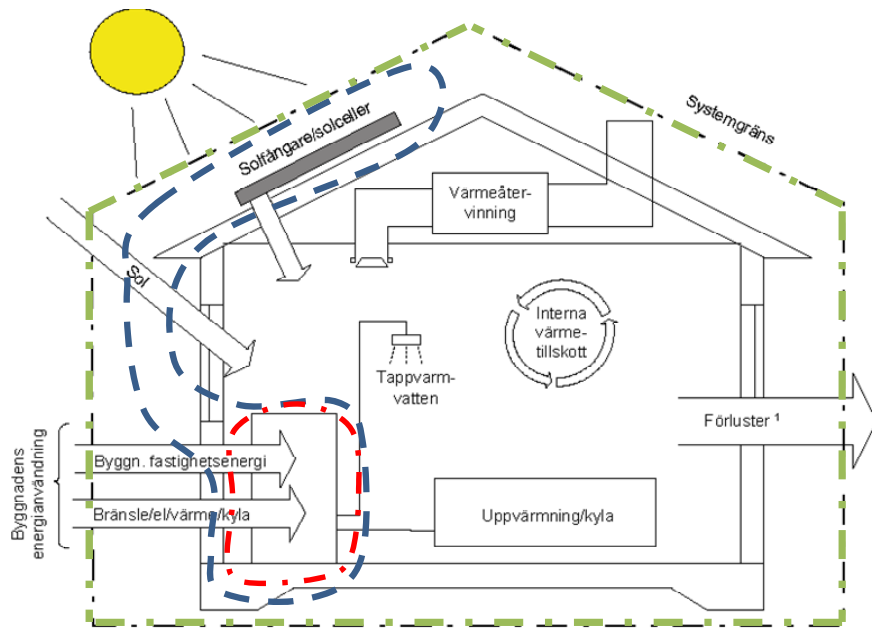 Systemgräns
Solfångare/solceller
Värmeåter-
vinning
Sol
Interna
värme-
tillskott
Tappvarm-
vatten
Förluster ¹
Byggnadens
energianvändning
Byggn. fastighetsenergi
Bränsle/el/värme/kyla
Uppvärmning/kyla